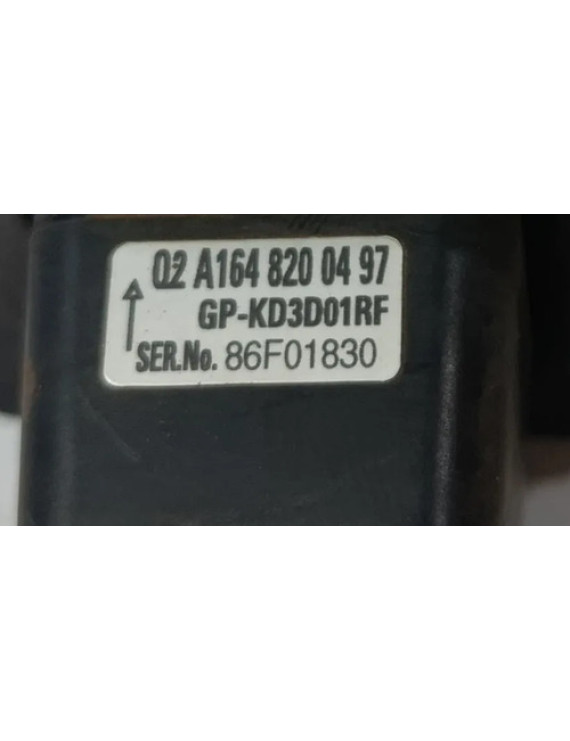 02 A164 820 04 97
GP-KD3D01RF
SER.No. 86F01830